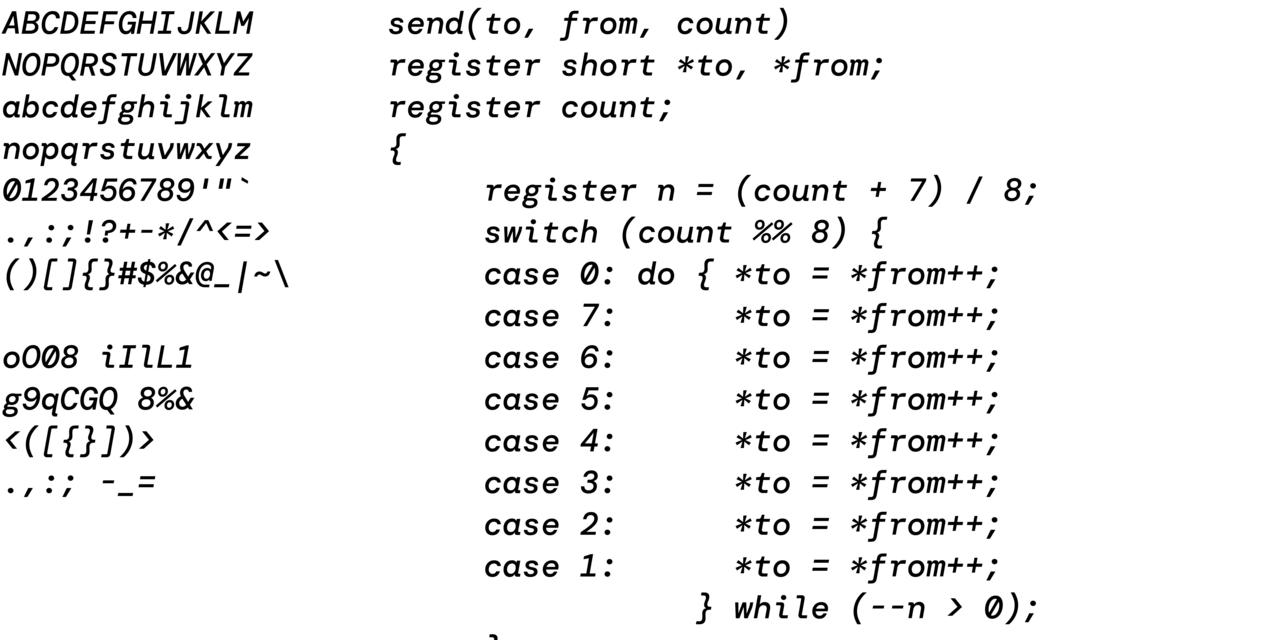 ABCDEFGHIJKLM
NOPQRSTUVWXYZ
abcdefghijklm
nopqrstuvwxyz
0123456789'"`
.,:;!?+-*/^<=>
()[]{}#$%&@_|~\
oO08 iIlL1
g9qCGQ 8%&
<([{}])>
.,:; -_=
send(to, from, count)
register short *to, *from;
register count;
{
    register n = (count + 7) / 8;
    switch (count %% 8) {
    case 0: do { *to = *from++;
    case 7:      *to = *from++;
    case 6:      *to = *from++;
    case 5:      *to = *from++;
    case 4:      *to = *from++;
    case 3:      *to = *from++;
    case 2:      *to = *from++;
    case 1:      *to = *from++;
               } while (--n > 0);
    }